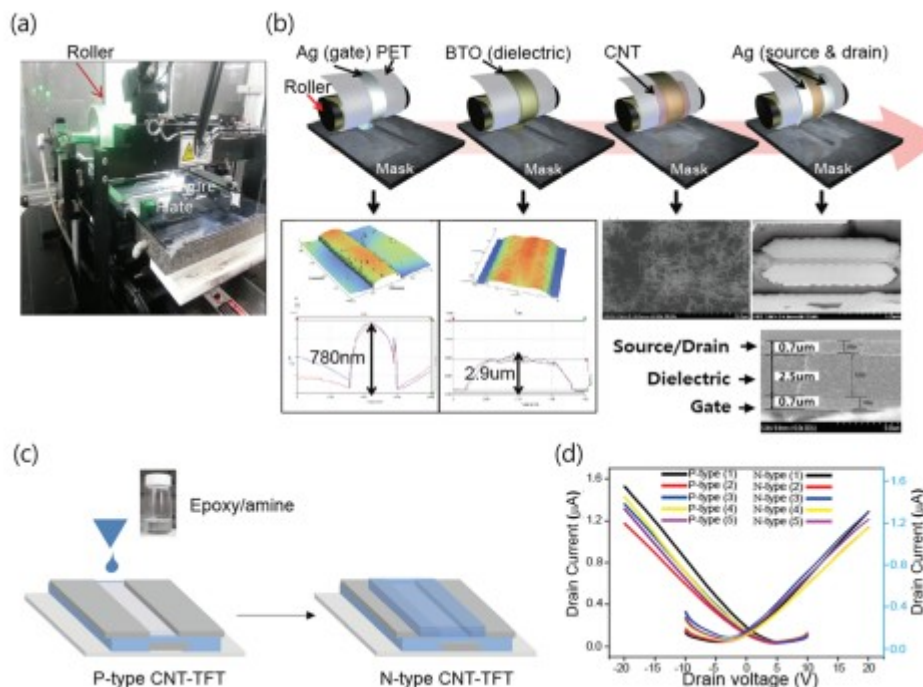 (a)
Roller
(b)
Ag (gate) PET
BTO (dielectric)
CNT
Ag (source & drain)
Roller
Mask
Mask
Mask
Mask
780nm
2.9um
Source/Drain
0.7um
Dielectric
2.5um
Gate
0.7um
(c)
Epoxy/amine
P-type CNT-TFT
N-type CNT-TFT
(d)
P-type (1)
P-type (2)
P-type (3)
P-type (4)
P-type (5)
N-type (1)
N-type (2)
N-type (3)
N-type (4)
N-type (5)
Drain Current (μA)
1.6
1.2
0.8
0.4
0.0
-20 -15 -10 -5 0 5 10 15 20
Drain voltage (V)
1.6
1.2
0.8
0.4
0.0
Drain Current (μA)